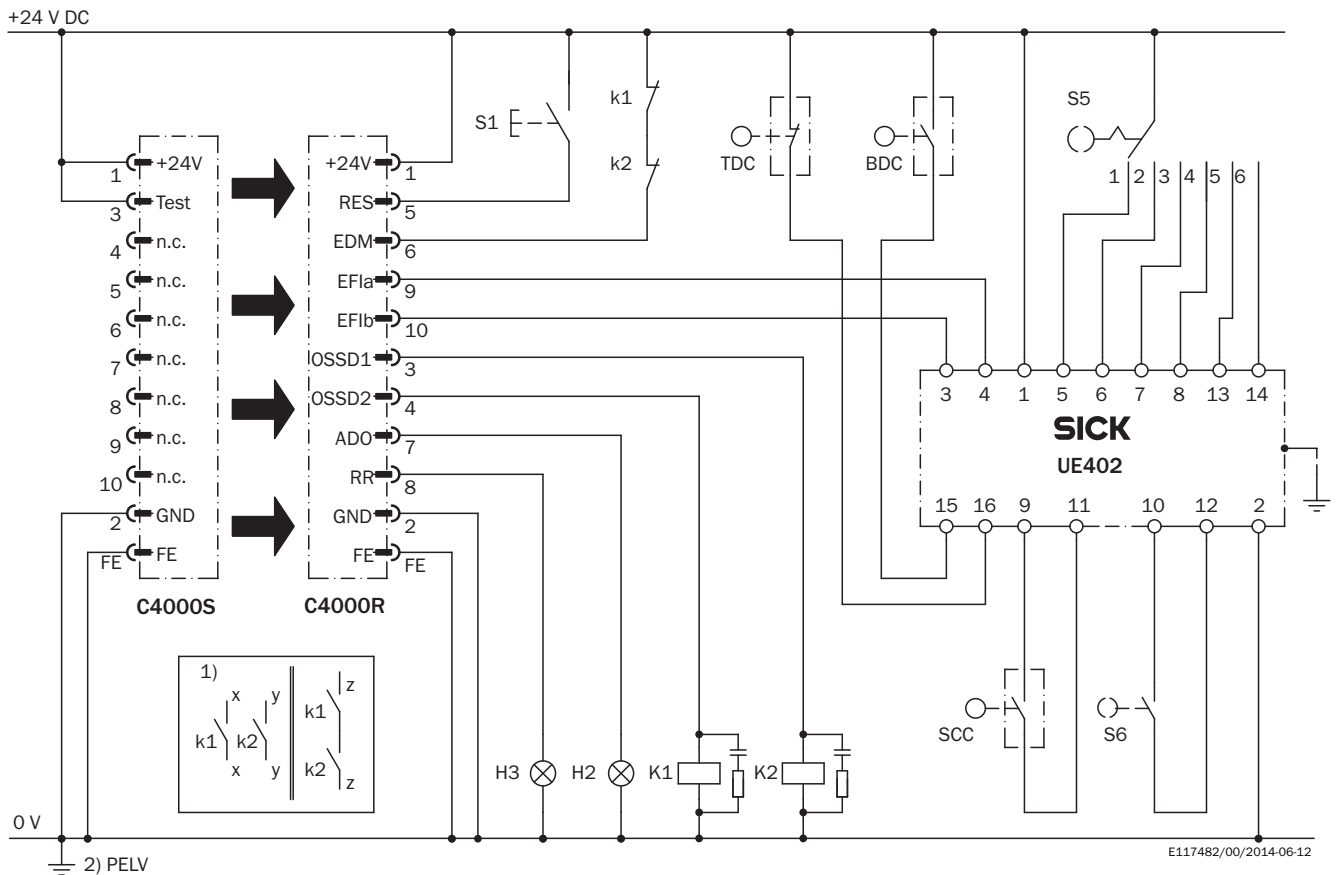 +24 V DC
S1
k1
k2
TDC
BDC
S5
1 2 3 4 5 6
1 +24V
3 Test
4 n.c.
5 n.c.
6 n.c.
7 n.c.
8 n.c.
9 n.c.
10 n.c.
2 GND
FE FE
C4000S
+24V 1
RES 5
EDM 6
EFIa 9
EFIb 10
OSSD1 3
OSSD2 4
ADO 7
RR 8
GND 2
FE FE
C4000R
3 4 1 5 6 7 8 13 14
SICK
UE402
15 16 9 11 10 12 2
1)
x y z
k1 k2 k1
x y k2 z
H3
H2
K1
K2
SCC
S6
0 V
2) PELV
E117482/00/2014-06-12